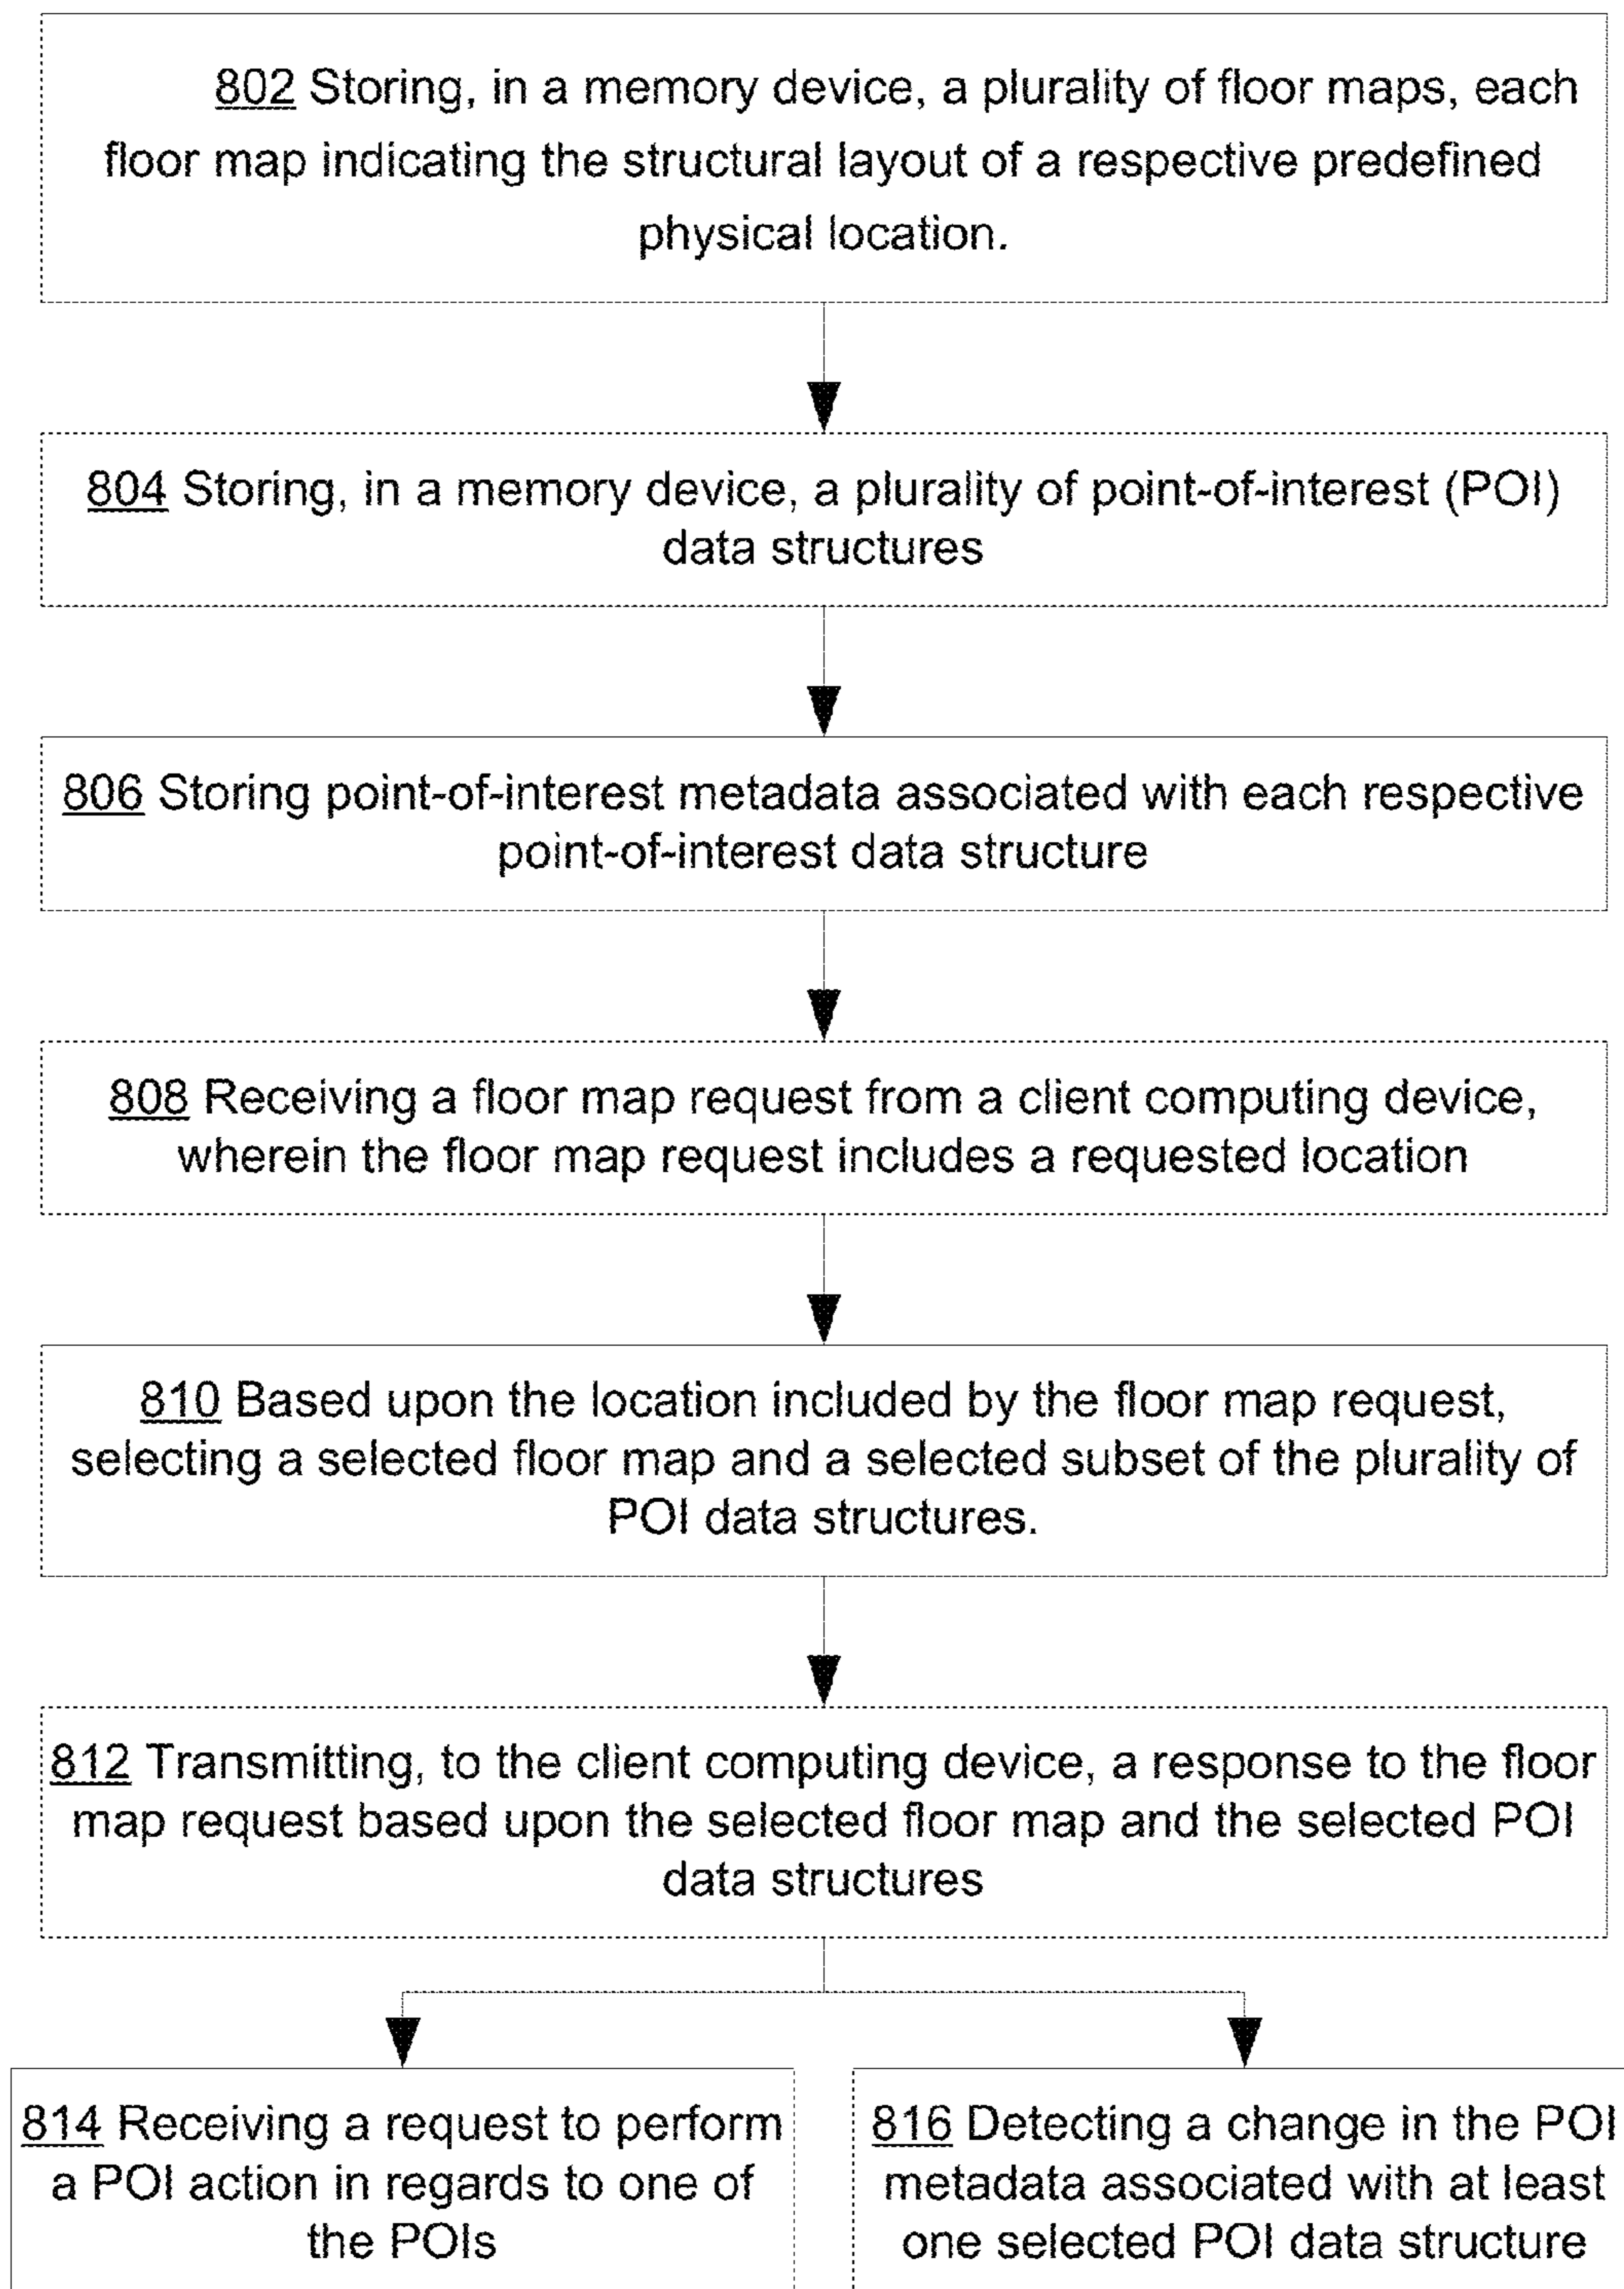 802 Storing, in a memory device, a plurality of floor maps, each
floor map indicating the structural layout of a respective predefined
physical location.
804 Storing, in a memory device, a plurality of point-of-interest (POI)
data structures
806 Storing point-of-interest metadata associated with each respective
point-of-interest data structure
808 Receiving a floor map request from a client computing device,
wherein the floor map request includes a requested location
810 Based upon the location included by the floor map request,
selecting a selected floor map and a selected subset of the plurality of
POI data structures.
812 Transmitting, to the client computing device, a response to the floor
map request based upon the selected floor map and the selected POI
data structures
814 Receiving a request to perform
a POI action in regards to one of
the POIs
816 Detecting a change in the POI
metadata associated with at least
one selected POI data structure